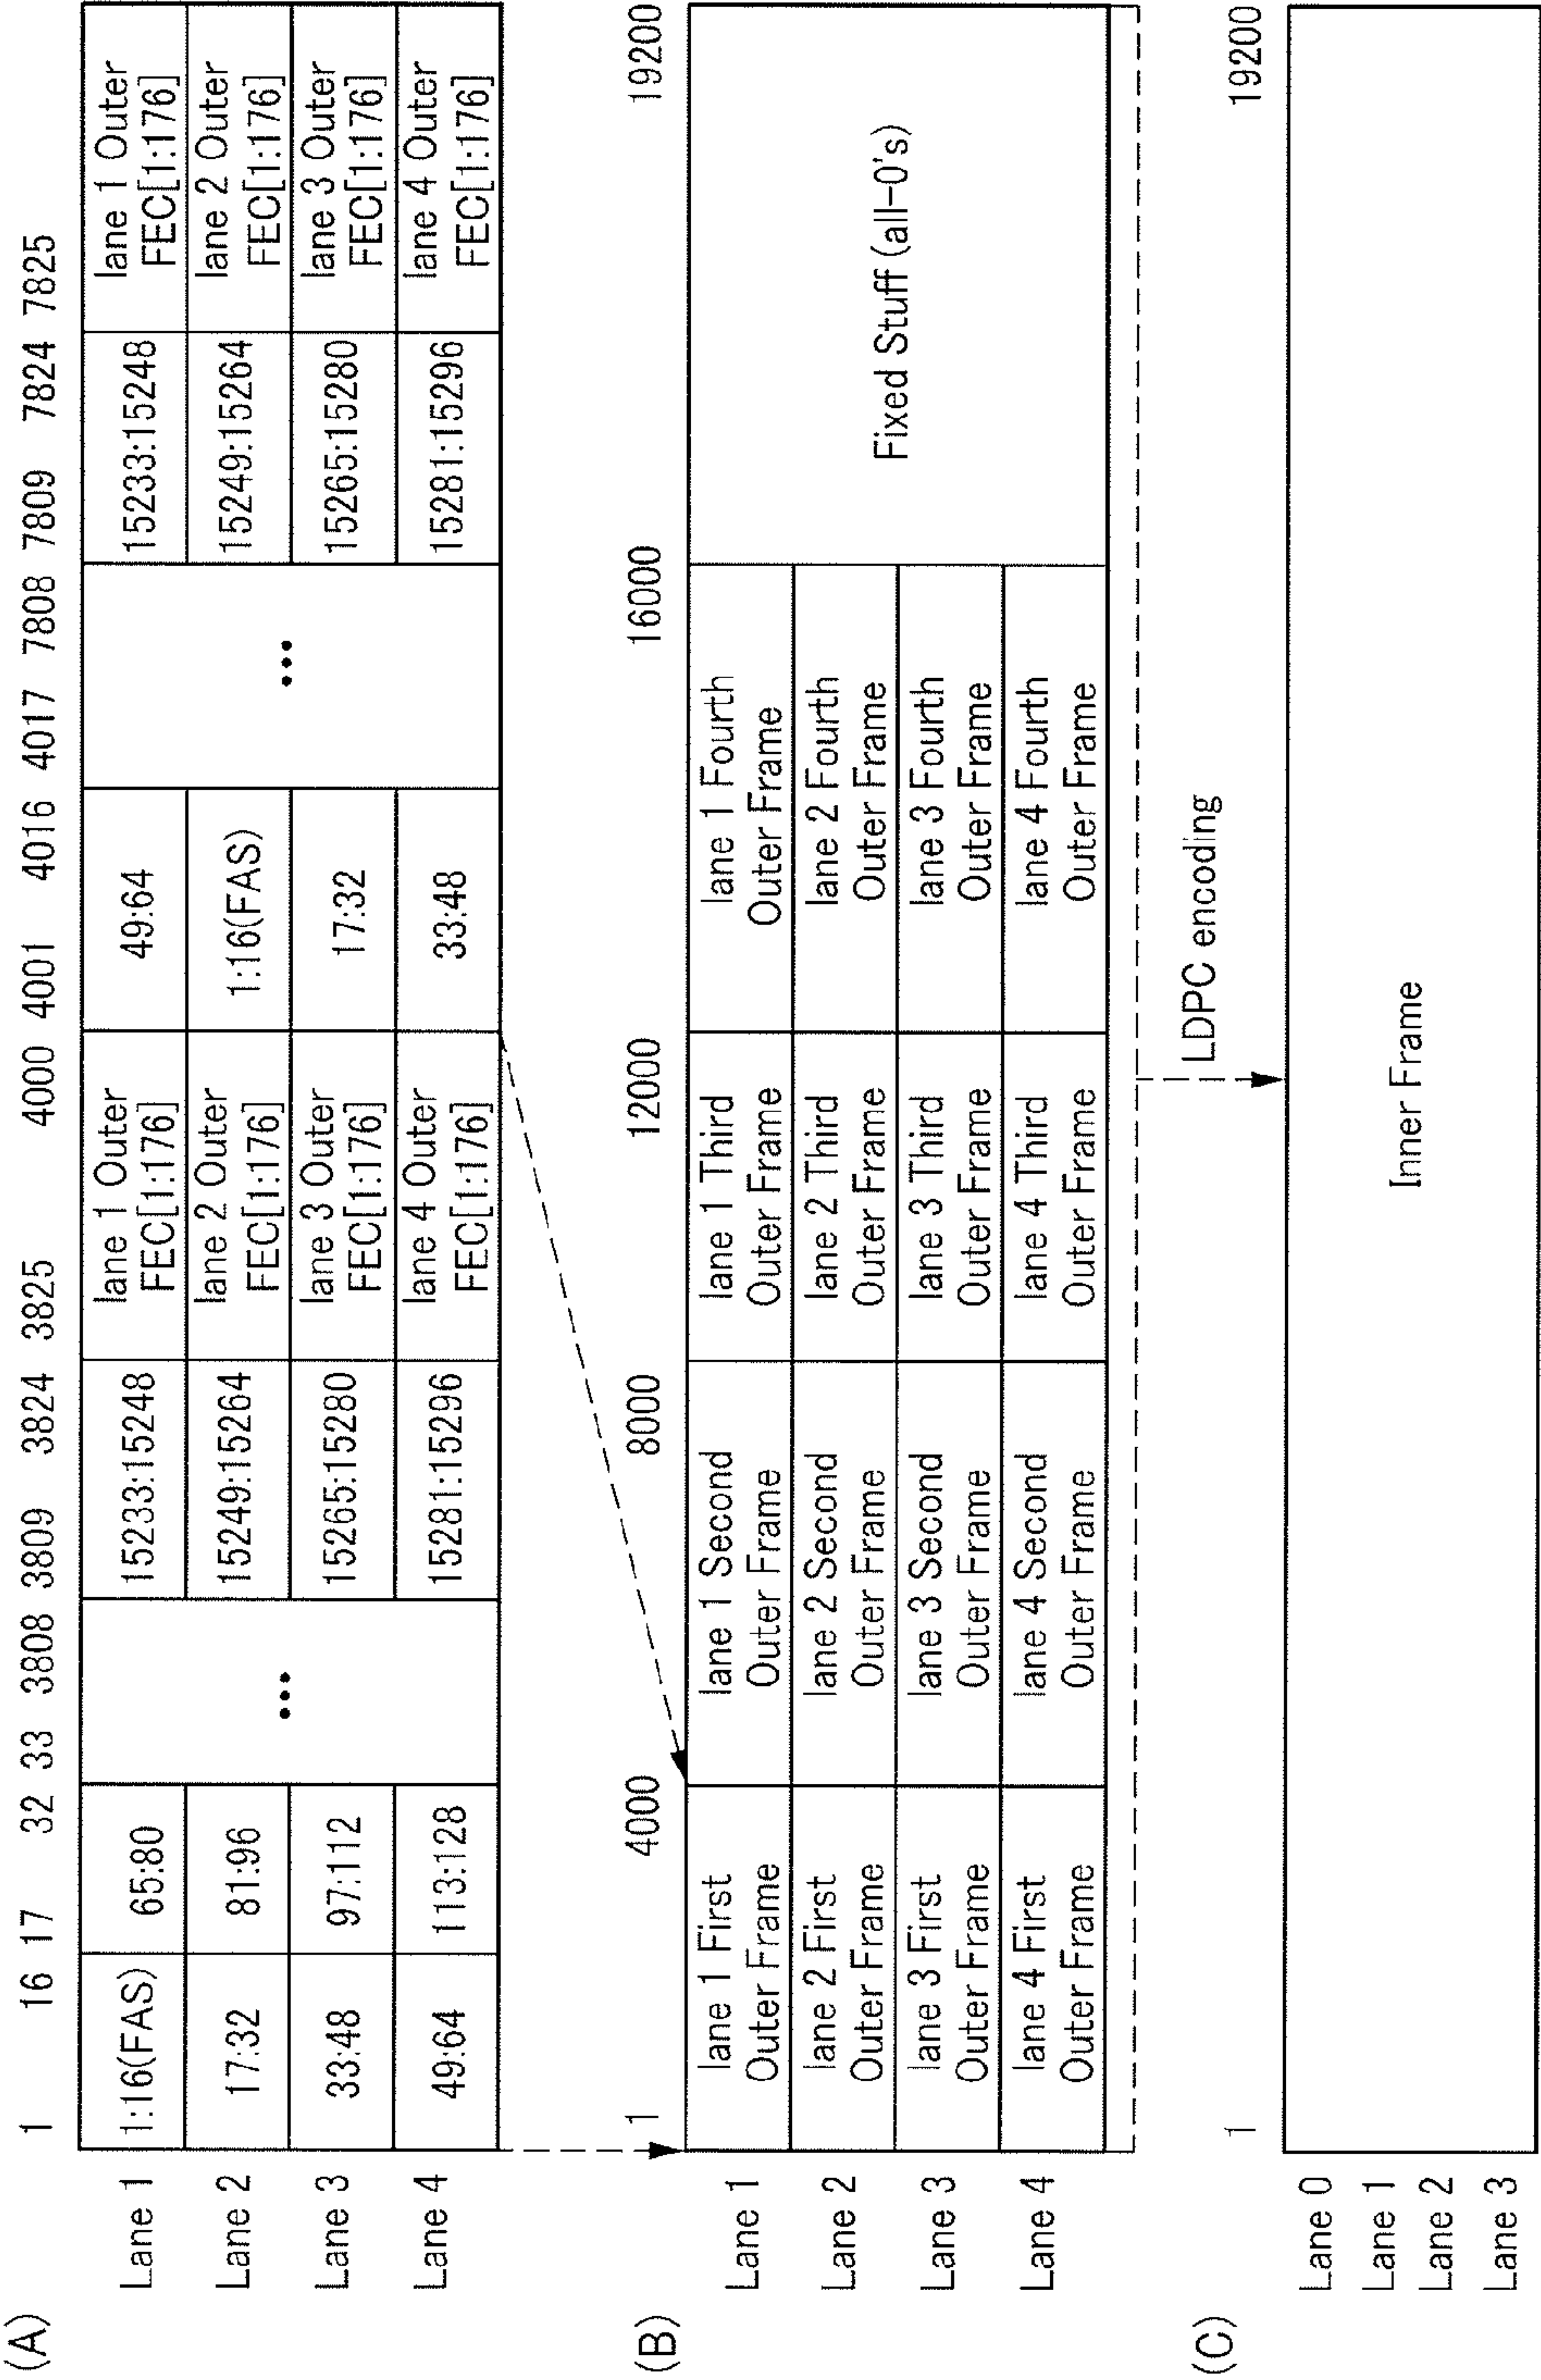 (A)
1 16 17 32 33 3808 3809 3824 3825 4000 4001 4016 4017 7808 7809 7824 7825
Lane 1
1:16(FAS)
65:80
15233:15248
lane 1 Outer
FEC[1:176]
49:64
15233:15248
lane 1 Outer
FEC[1:176]
Lane 2
17:32
81:96
15249:15264
lane 2 Outer
FEC[1:176]
1:16(FAS)
15249:15264
lane 2 Outer
FEC[1:176]
•••
•••
Lane 3
33:48
97:112
15265:15280
lane 3 Outer
FEC[1:176]
17:32
15265:15280
lane 3 Outer
FEC[1:176]
Lane 4
49:64
113:128
15281:15296
lane 4 Outer
FEC[1:176]
33:48
15281:15296
lane 4 Outer
FEC[1:176]
(B)
1 4000 8000 12000 16000 19200
Lane 1
lane 1 First
Outer Frame
lane 1 Second
Outer Frame
lane 1 Third
Outer Frame
lane 1 Fourth
Outer Frame
Lane 2
lane 2 First
Outer Frame
lane 2 Second
Outer Frame
lane 2 Third
Outer Frame
lane 2 Fourth
Outer Frame
Fixed Stuff (all-0's)
Lane 3
lane 3 First
Outer Frame
lane 3 Second
Outer Frame
lane 3 Third
Outer Frame
lane 3 Fourth
Outer Frame
Lane 4
lane 4 First
Outer Frame
lane 4 Second
Outer Frame
lane 4 Third
Outer Frame
lane 4 Fourth
Outer Frame
LDPC encoding
(C)
1 19200
Lane 0
Lane 1
Lane 2
Lane 3
Inner Frame